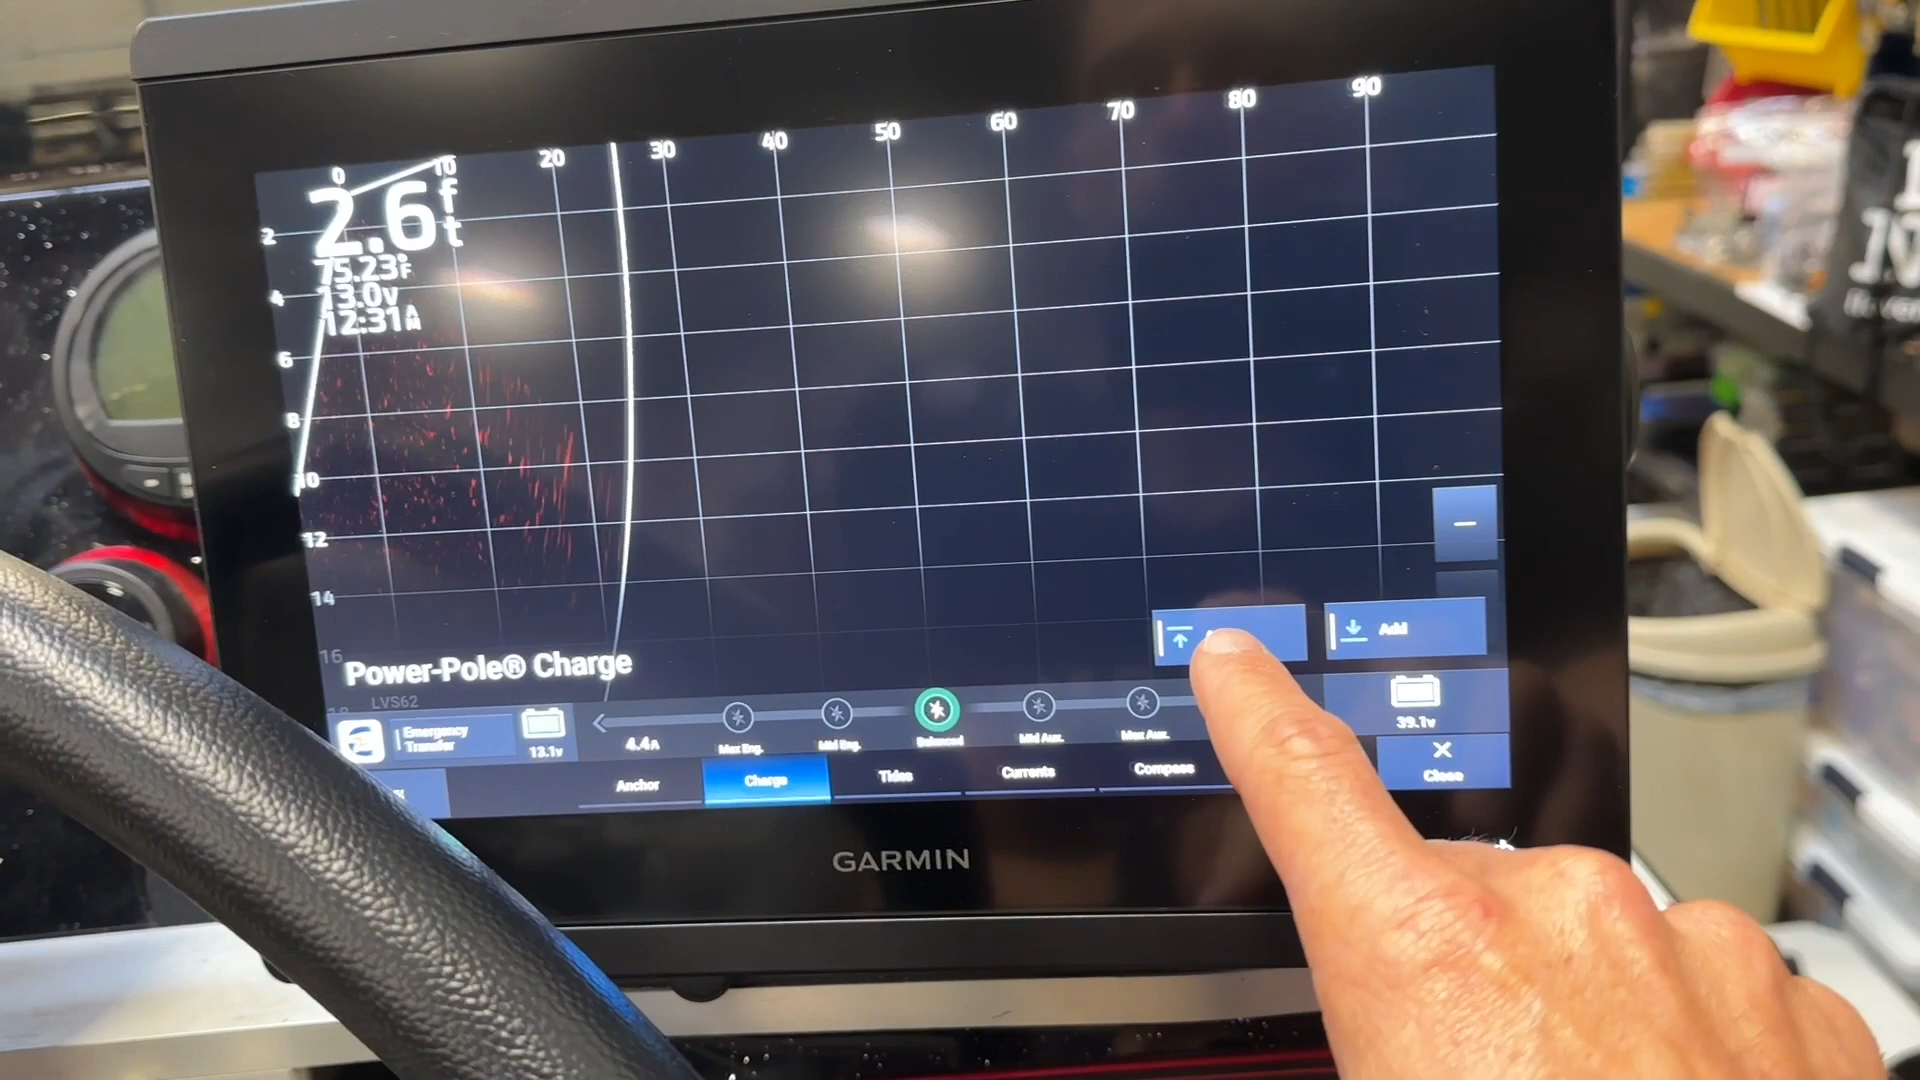 0 10 20 30 40 50 60 70 80 90
2.6 ft
2
75.23°F
4
13.0v
12:31AM
6
8
10
12
14
16
Add
Power-Pole® Charge
LVS62
18
Emergency
Transfer
13.1v
4.4A
Max Eng.
Mid Eng.
Balanced
Mid Aux.
Max Aux.
39.1v
Anchor
Charge
Tides
Currents
Compass
Close
GARMIN